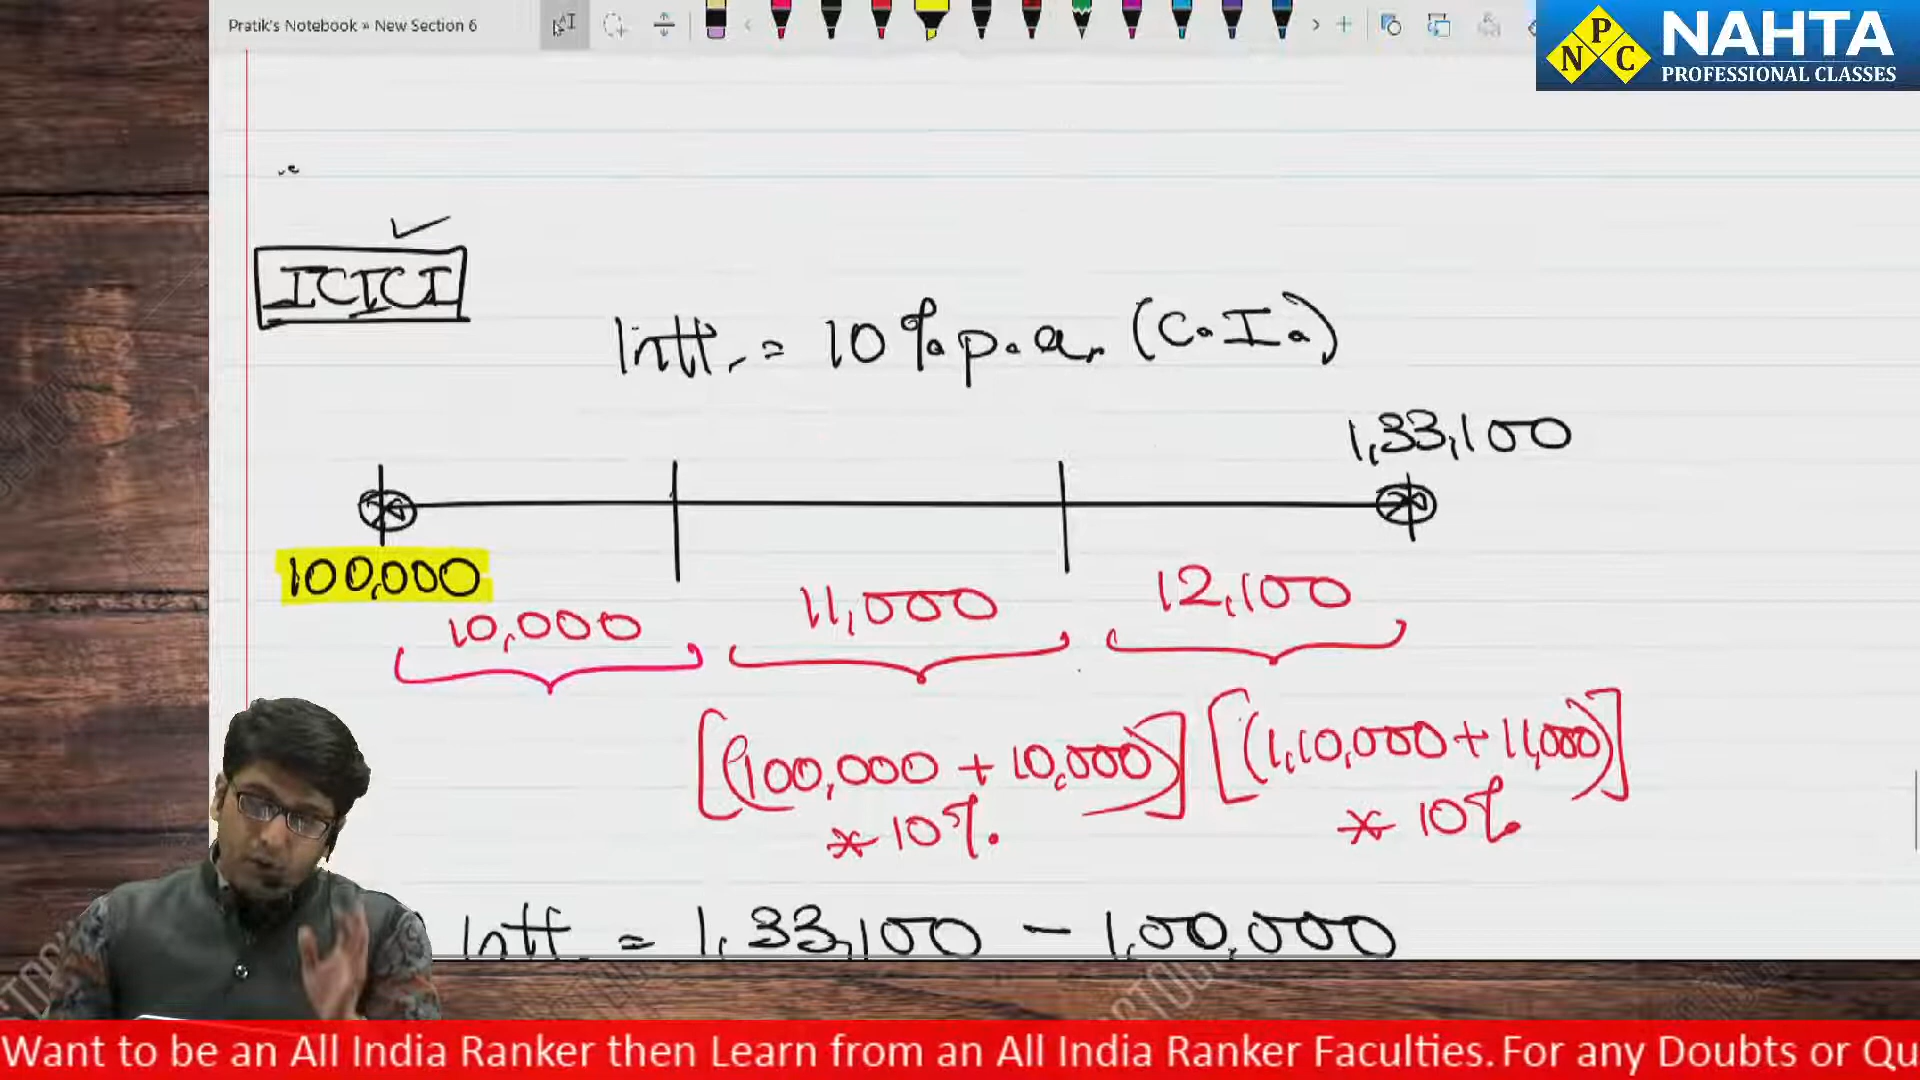 Pratik's Notebook » New Section 6
NPC
NAHTA
PROFESSIONAL CLASSES
ICICI
Intt. = 10% p.a. (C.I.)
1,33,100
100,000
10,000
11,000
12,100
[(100,000 + 10,000) * 10%]
[(1,10,000 + 11,000)] * 10%
Intt = 1,33,100 - 1,00,000
Want to be an All India Ranker then Learn from an All India Ranker Faculties. For any Doubts or Qu